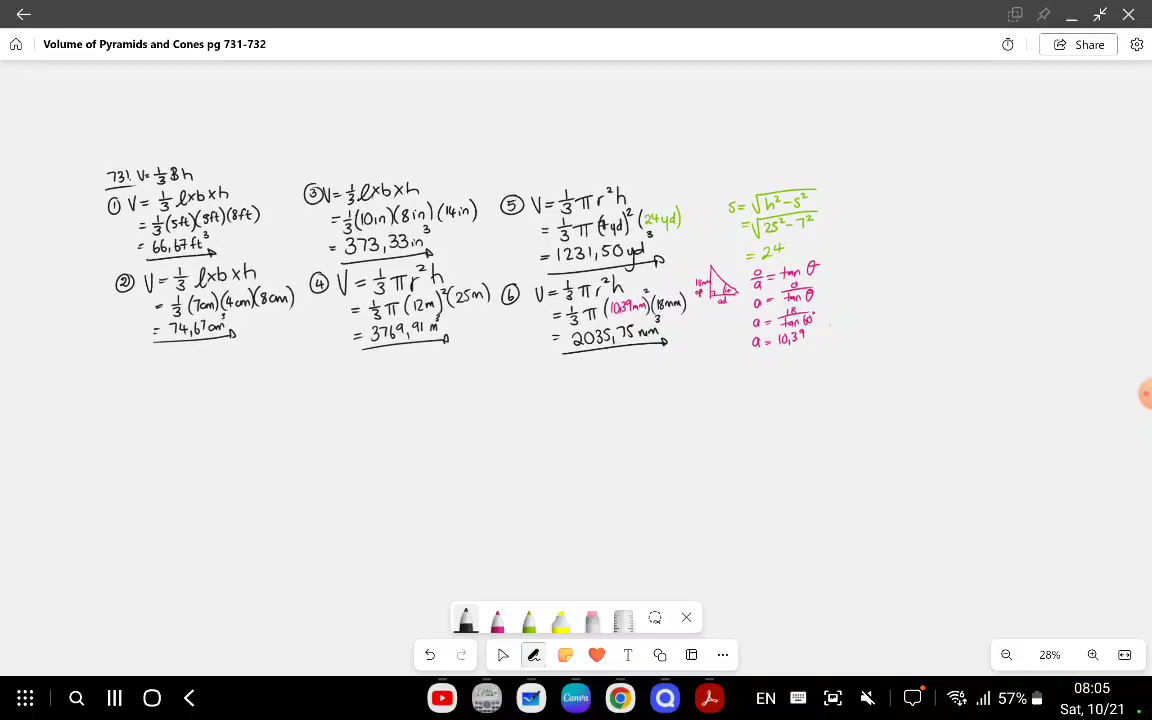 Volume of Pyramids and Cones pg 731-732
Share
731. V = 1/3 B h
① V = 1/3 l×b×h
= 1/3 (5ft)(5ft)(8ft)
= 66,67 ft³
② V = 1/3 l×b×h
= 1/3 (7cm)(4cm)(8cm)
= 74,67 cm³
③ V = 1/3 l×b×h
= 1/3 (10in)(8in)(14in)
= 373,33 in³
④ V = 1/3 π r² h
= 1/3 π (12m)² (25m)
= 3769,91 m³
⑤ V = 1/3 π r² h
= 1/3 π (7yd)² (24yd)
= 1231,50 yd³
⑥ V = 1/3 π r² h
= 1/3 π (10,39mm)² (18mm)
= 2035,75 mm³
s = √h² − s²
= √25² − 7²
= 24
18mm
op
ad
o/a = tan θ
a = o/tan θ
a = 18/tan 60°
a = 10,39
28%
EN
57%
08:05
Sat, 10/21